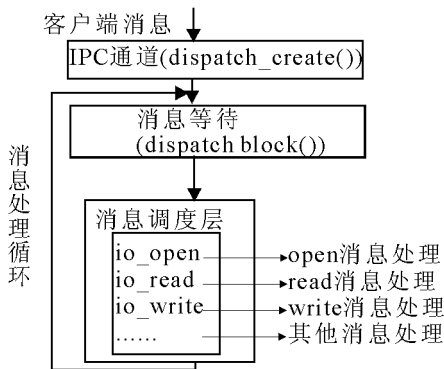 客户端消息
IPC通道(dispatch_create())
消息等待
(dispatch block())
消息处理循环
消息调度层
io_open
open消息处理
io_read
read消息处理
io_write
write消息处理
……
其他消息处理